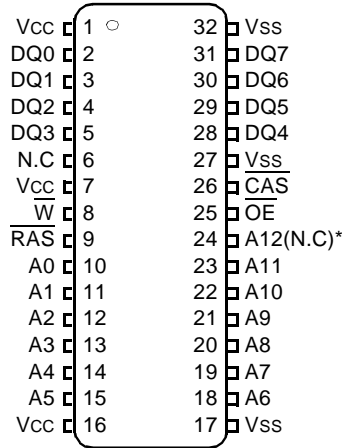 VCC 1 32 VSS
DQ0 2 31 DQ7
DQ1 3 30 DQ6
DQ2 4 29 DQ5
DQ3 5 28 DQ4
N.C 6 27 VSS
VCC 7 26 CAS
W 8 25 OE
RAS 9 24 A12(N.C)*
A0 10 23 A11
A1 11 22 A10
A2 12 21 A9
A3 13 20 A8
A4 14 19 A7
A5 15 18 A6
VCC 16 17 VSS